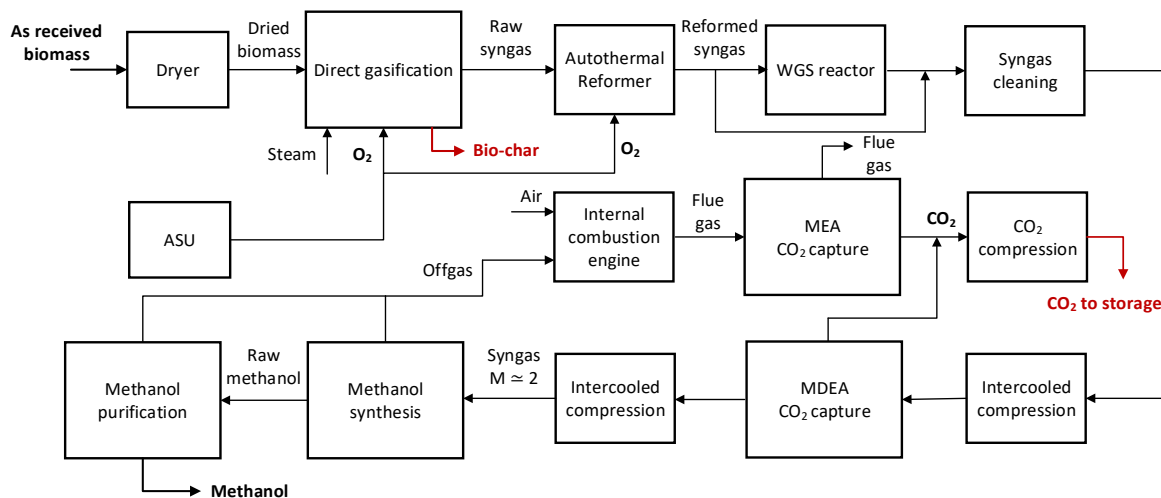 As received
biomass
Dryer
Dried
biomass
Direct gasification
Raw
syngas
Autothermal
Reformer
Reformed
syngas
WGS reactor
Syngas
cleaning
Steam
O₂
Bio-char
O₂
Flue
gas
ASU
Air
Internal
combustion
engine
Flue
gas
MEA
CO₂ capture
CO₂
CO₂
compression
Offgas
CO₂ to storage
Methanol
purification
Raw
methanol
Methanol
synthesis
Syngas
M ≃ 2
Intercooled
compression
MDEA
CO₂ capture
Intercooled
compression
Methanol